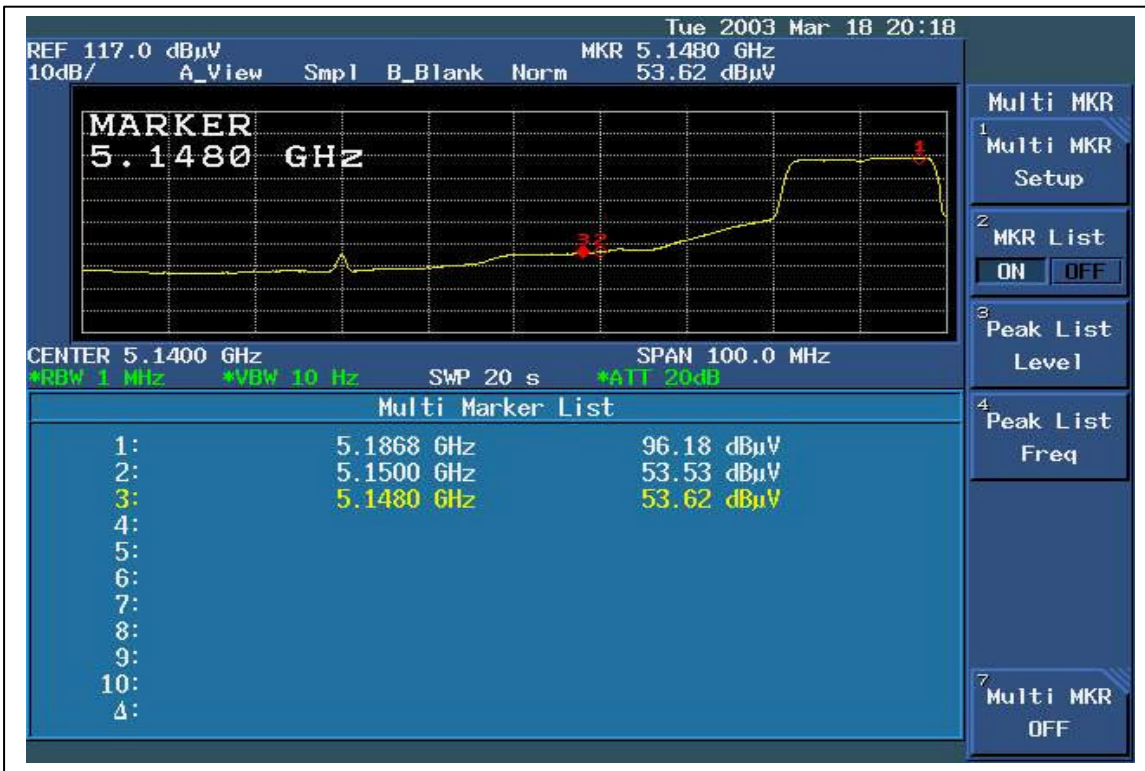 Tue 2003 Mar 18 20:18
REF 117.0 dBµV MKR 5.1480 GHz
10dB/ A_View Smpl B_Blank Norm 53.62 dBµV
MARKER
5.1480 GHz
1
3 2
CENTER 5.1400 GHz SPAN 100.0 MHz
*RBW 1 MHz *VBW 10 Hz SWP 20 s *ATT 20dB
Multi Marker List
1: 5.1868 GHz 96.18 dBµV
2: 5.1500 GHz 53.53 dBµV
3: 5.1480 GHz 53.62 dBµV
4:
5:
6:
7:
8:
9:
10:
Δ:
Multi MKR
1 Multi MKR
Setup
2 MKR List
ON OFF
3 Peak List
Level
4 Peak List
Freq
7 Multi MKR
OFF